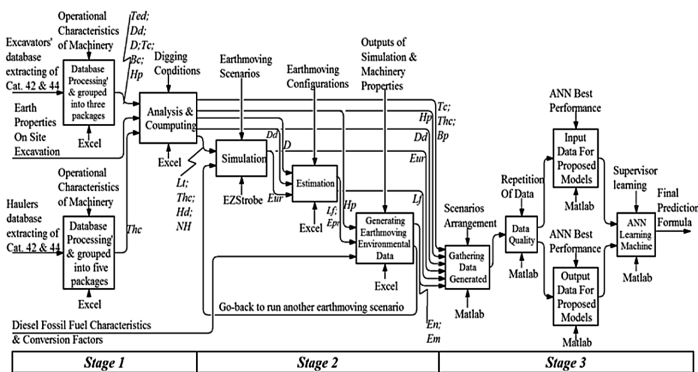 Excavators'
database
extracting of
Cat. 42 & 44
Operational
Characteristics
of Machinery
Ted;
Dd;
D;Tc;
Bc;
Hp
Database
Processing'
& grouped
into three
packages
Excel
Earth
Properties
On Site
Excavation
Haulers
database
extracting of
Cat. 42 & 44
Operational
Characteristics
of Machinery
Database
Processing'
& grouped
into five
packages
Excel
Thc
Digging
Conditions
Analysis &
Coumputing
Excel
Lt;
Thc;
Hd;
NH
Earthmoving
Scenarios
Simulation
EZStrobe
Dd
D
Eur
Earthmoving
Configurations
Estimation
Excel
Lf;
Epr
Hp
Outputs of
Simulation &
Machinery
Properties
Generating
Earthmoving
Environmental
Data
Excel
Go-back to run another earthmoving scenario
Diesel Fossil Fuel Characteristics
& Conversion Factors
Hp
Dd
Eur
Lf
Tc;
Thc;
Bp
En;
Em
Scenarios
Arrangement
Gathering
Data
Generated
Matlab
Repetition
Of Data
Data
Quality
Matlab
ANN Best
Performance
Input
Data For
Proposed
Models
Matlab
ANN Best
Performance
Output
Data For
Proposed
Models
Matlab
Supervisor
learning
ANN
Learning
Machine
Matlab
Final
Prediction
Formula
Stage 1
Stage 2
Stage 3